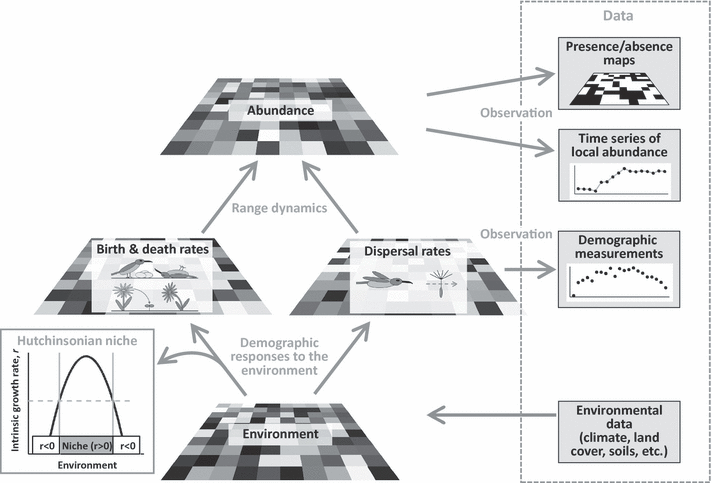 Data
Presence/absence
maps
Abundance
Observation
Time series of
local abundance
Range dynamics
Birth & death rates
Dispersal rates
Observation
Demographic
measurements
Hutchinsonian niche
Intrinsic growth rate, r
r<0
Niche (r>0)
r<0
Environment
Demographic
responses to the
environment
Environment
Environmental
data
(climate, land
cover, soils, etc.)